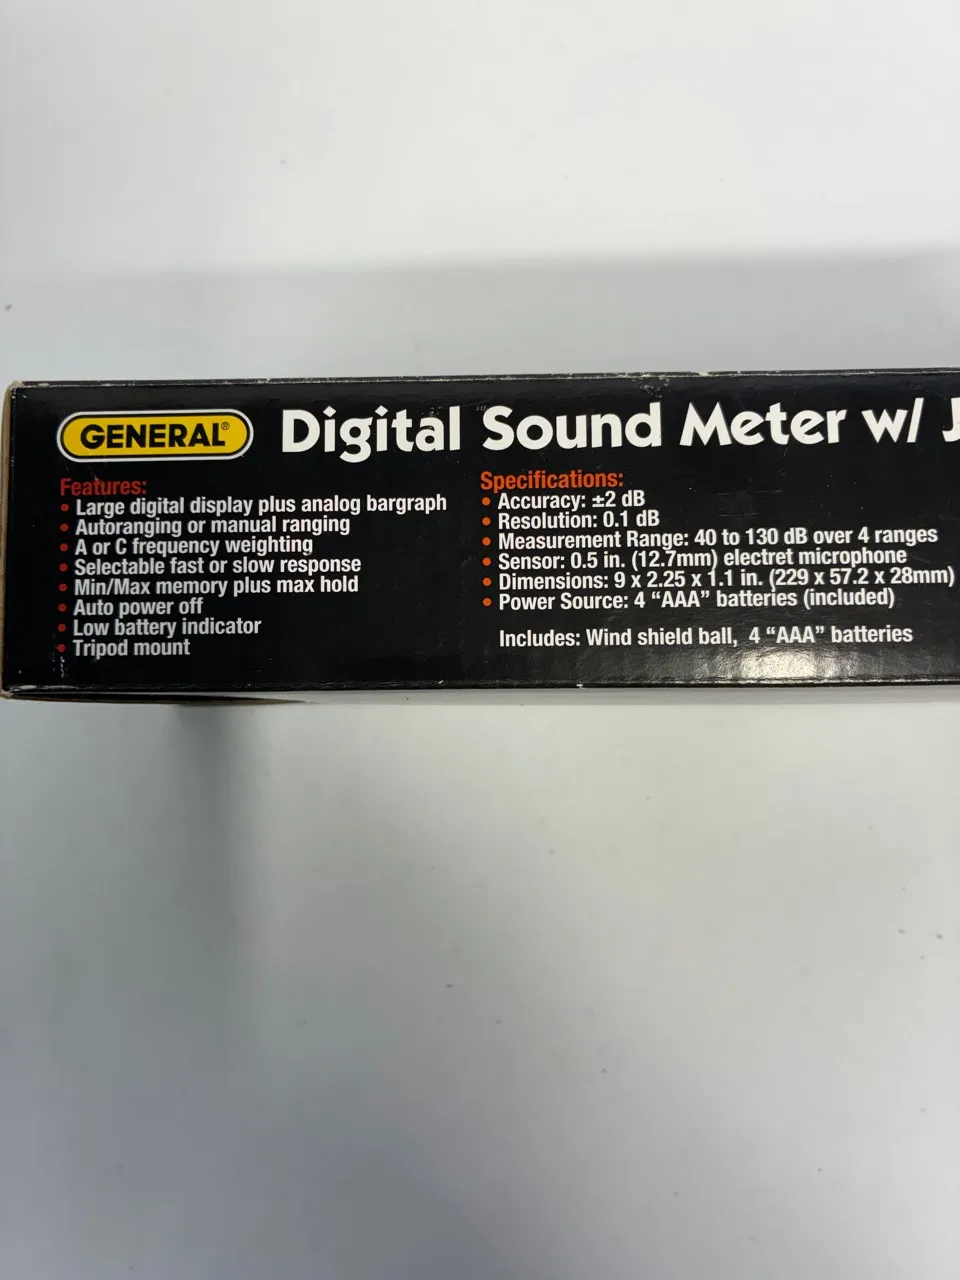 GENERAL®
Digital Sound Meter w/
Features:
• Large digital display plus analog bargraph
• Autoranging or manual ranging
• A or C frequency weighting
• Selectable fast or slow response
• Min/Max memory plus max hold
• Auto power off
• Low battery indicator
• Tripod mount
Specifications:
• Accuracy: ±2 dB
• Resolution: 0.1 dB
• Measurement Range: 40 to 130 dB over 4 ranges
• Sensor: 0.5 in. (12.7mm) electret microphone
• Dimensions: 9 x 2.25 x 1.1 in. (229 x 57.2 x 28mm)
• Power Source: 4 “AAA” batteries (included)
Includes: Wind shield ball, 4 “AAA” batteries